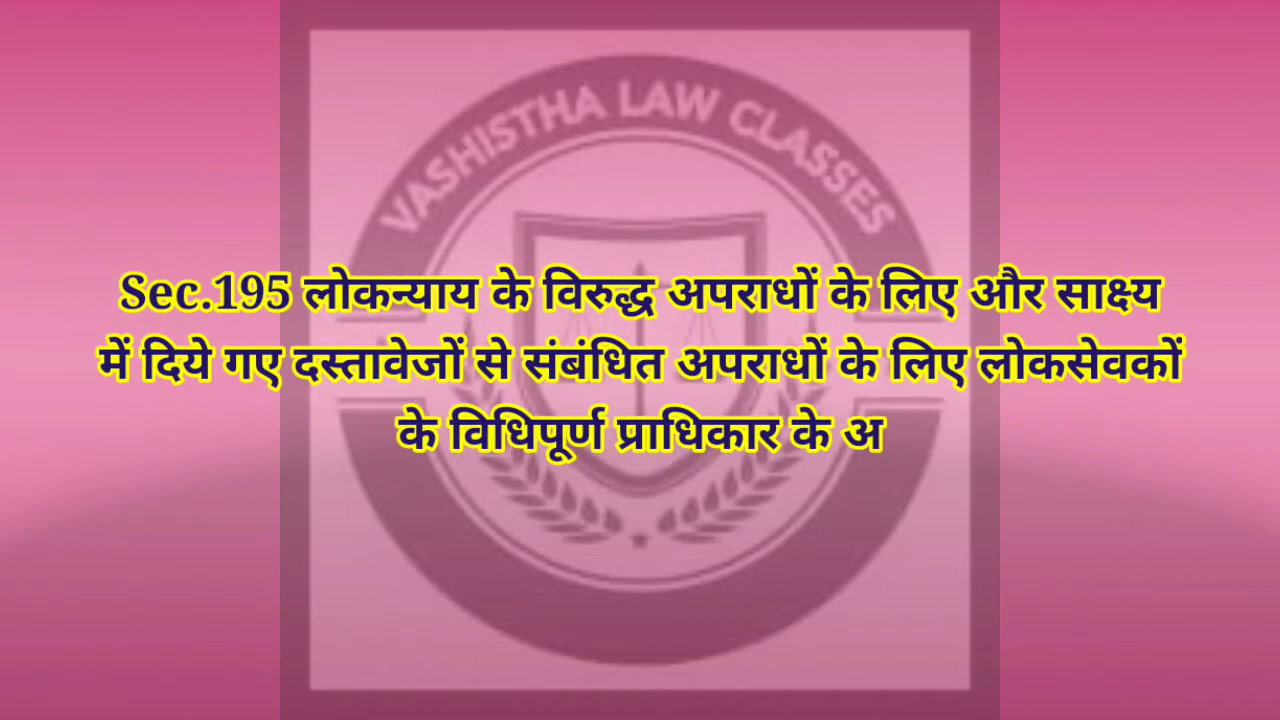 VASHISTHA LAW CLASSES
Sec.195 लोकन्याय के विरुद्ध अपराधों के लिए और साक्ष्य
में दिये गए दस्तावेजों से संबंधित अपराधों के लिए लोकसेवकों
के विधिपूर्ण प्राधिकार के अ